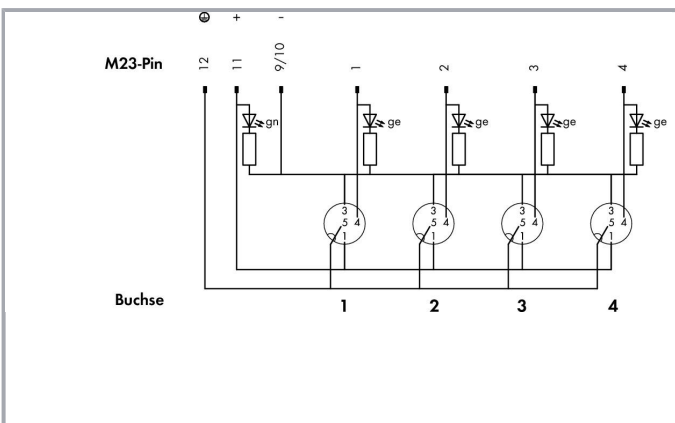 + –
M23-Pin 12 11 9/10 1 2 3 4
gn ge ge ge ge
3 3 3 3
5 4 5 4 5 4 5 4
1 1 1 1
Buchse 1 2 3 4